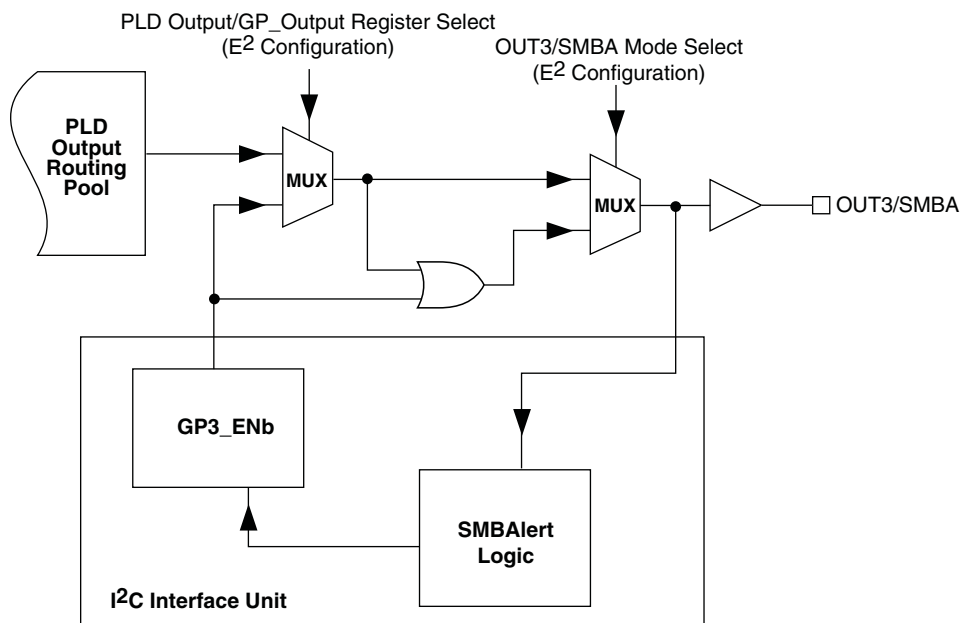 PLD Output/GP_Output Register Select
(E2 Configuration)
OUT3/SMBA Mode Select
(E2 Configuration)
PLD
Output
Routing
Pool
MUX
MUX
OUT3/SMBA
GP3_ENb
SMBAlert
Logic
I2C Interface Unit